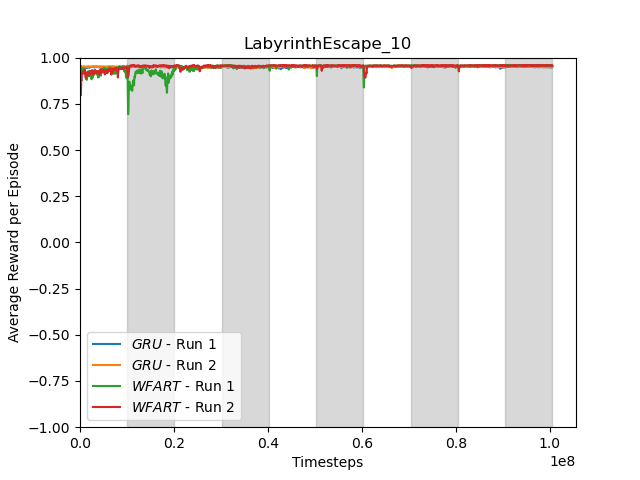 LabyrinthEscape_10
Average Reward per Episode
1.00
0.75
0.50
0.25
0.00
−0.25
−0.50
−0.75
−1.00
GRU - Run 1
GRU - Run 2
WFART - Run 1
WFART - Run 2
0.0 0.2 0.4 0.6 0.8 1.0
1e8
Timesteps